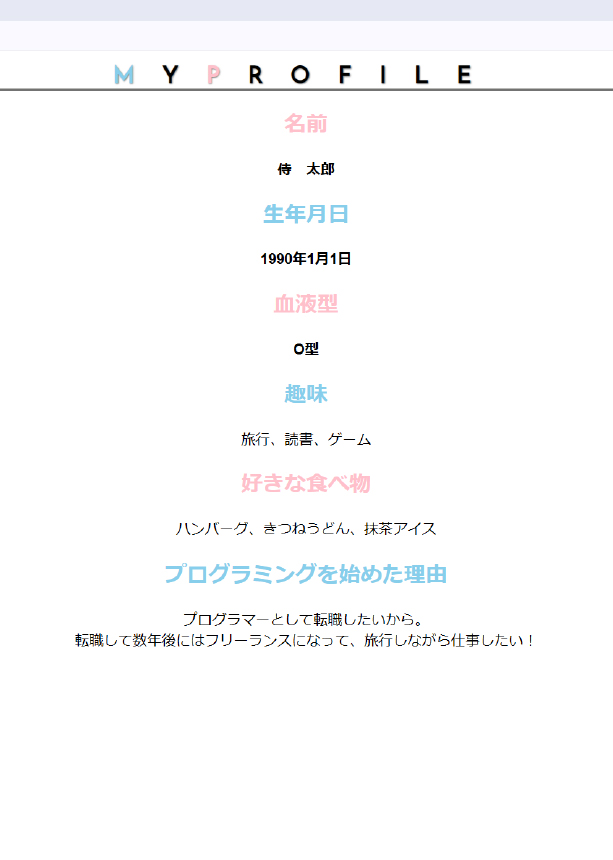 MY PROFILE
名前
侍　太郎
生年月日
1990年1月1日
血液型
O型
趣味
旅行、読書、ゲーム
好きな食べ物
ハンバーグ、きつねうどん、抹茶アイス
プログラミングを始めた理由
プログラマーとして転職したいから。
転職して数年後にはフリーランスになって、旅行しながら仕事したい！